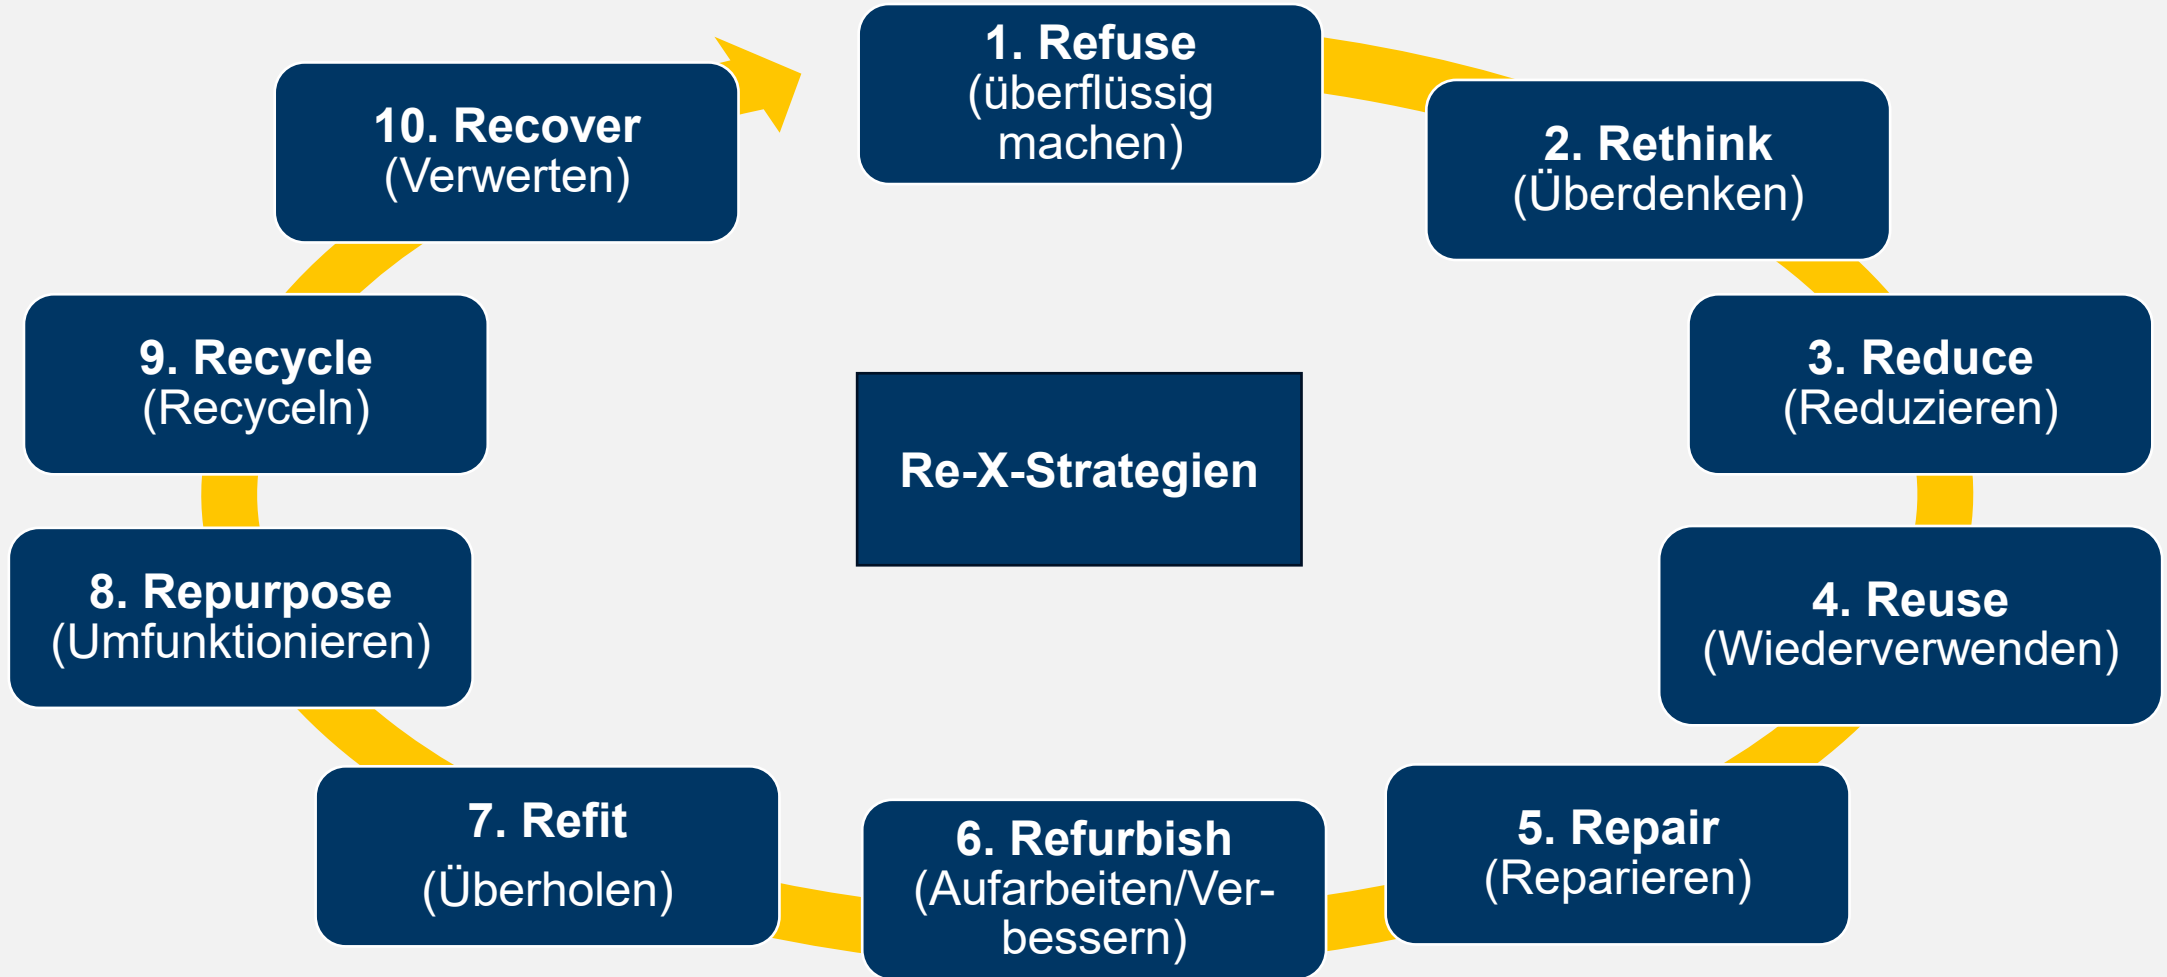 1. Refuse
(überflüssig
machen)
2. Rethink
(Überdenken)
3. Reduce
(Reduzieren)
4. Reuse
(Wiederverwenden)
5. Repair
(Reparieren)
6. Refurbish
(Aufarbeiten/Ver-
bessern)
7. Refit
(Überholen)
8. Repurpose
(Umfunktionieren)
9. Recycle
(Recyceln)
10. Recover
(Verwerten)
Re-X-Strategien